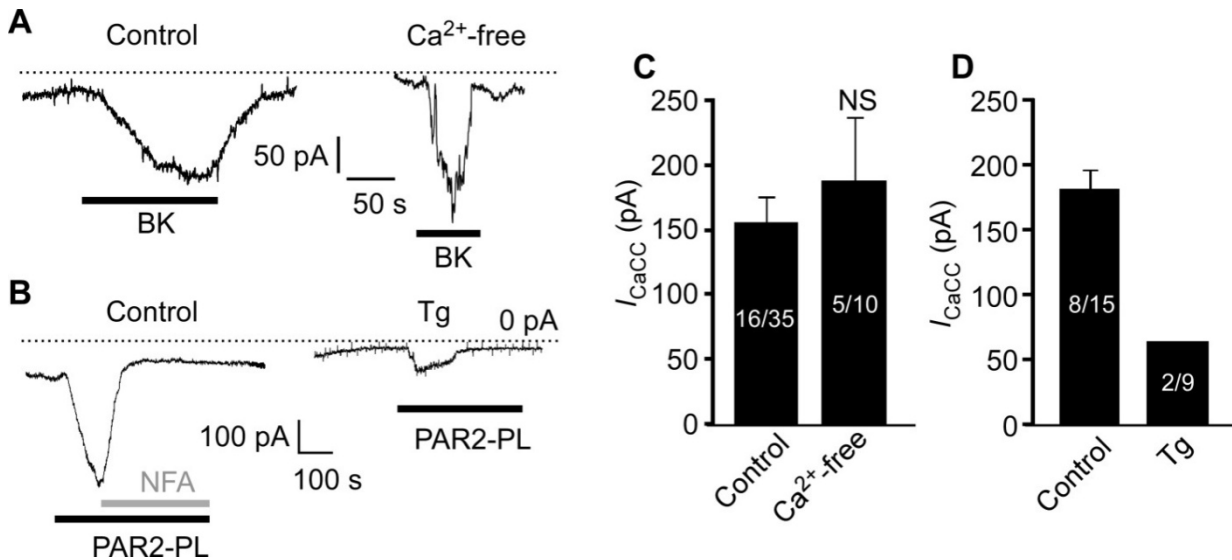 A
Control
Ca²⁺-free
50 pA
50 s
BK
BK
B
Control
Tg
0 pA
100 pA
100 s
NFA
PAR2-PL
PAR2-PL
C
NS
250
200
150
100
50
0
I_CaCC (pA)
16/35
5/10
Control
Ca²⁺-free
D
250
200
150
100
50
0
I_CaCC (pA)
8/15
2/9
Control
Tg